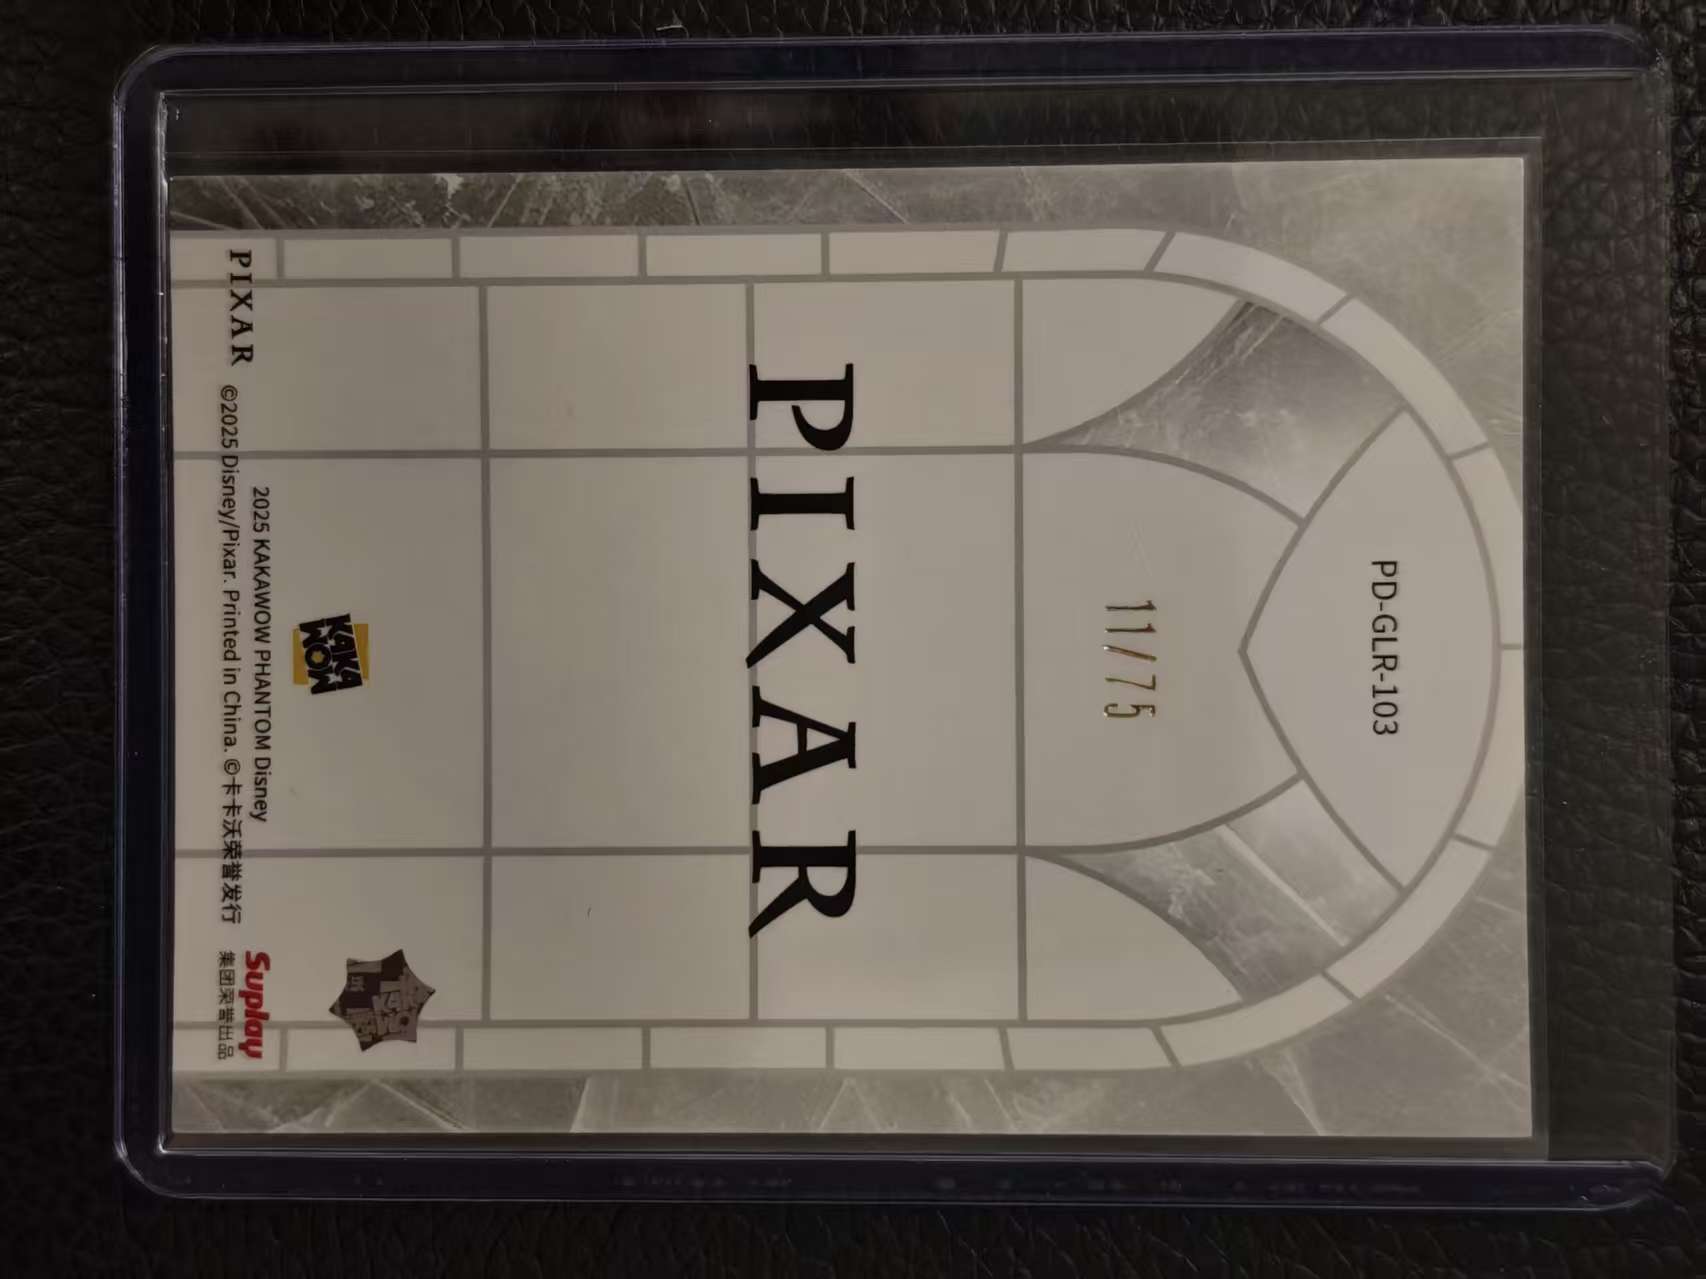 PD-GLR-103
11/75
PIXAR
KAKA
WOW
2025 KAKAWOW PHANTOM Disney
PIXAR ©2025 Disney/Pixar. Printed in China. ©卡卡沃荣誉发行
Suplay
集团荣誉出品